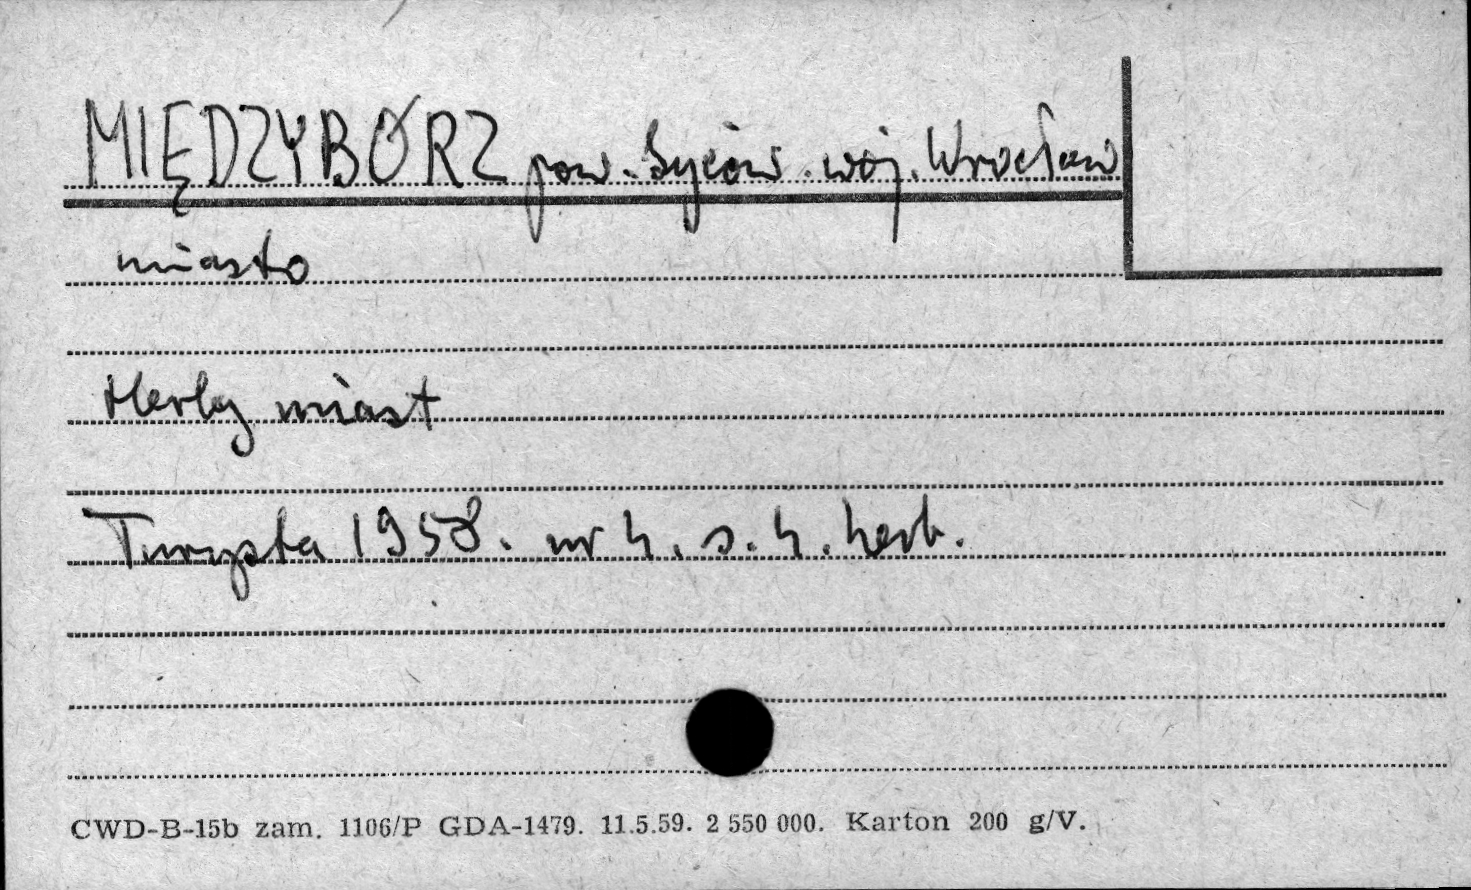 MIĘDZYBÓRZ pow. Syców. woj. Wrocław
miasto
Herby miast
Turysta 1958. nr 4. s. 4. herb.
CWD-B-15b zam. 1106/P GDA-1479. 11.5.59. 2 550 000. Karton 200 g/V.